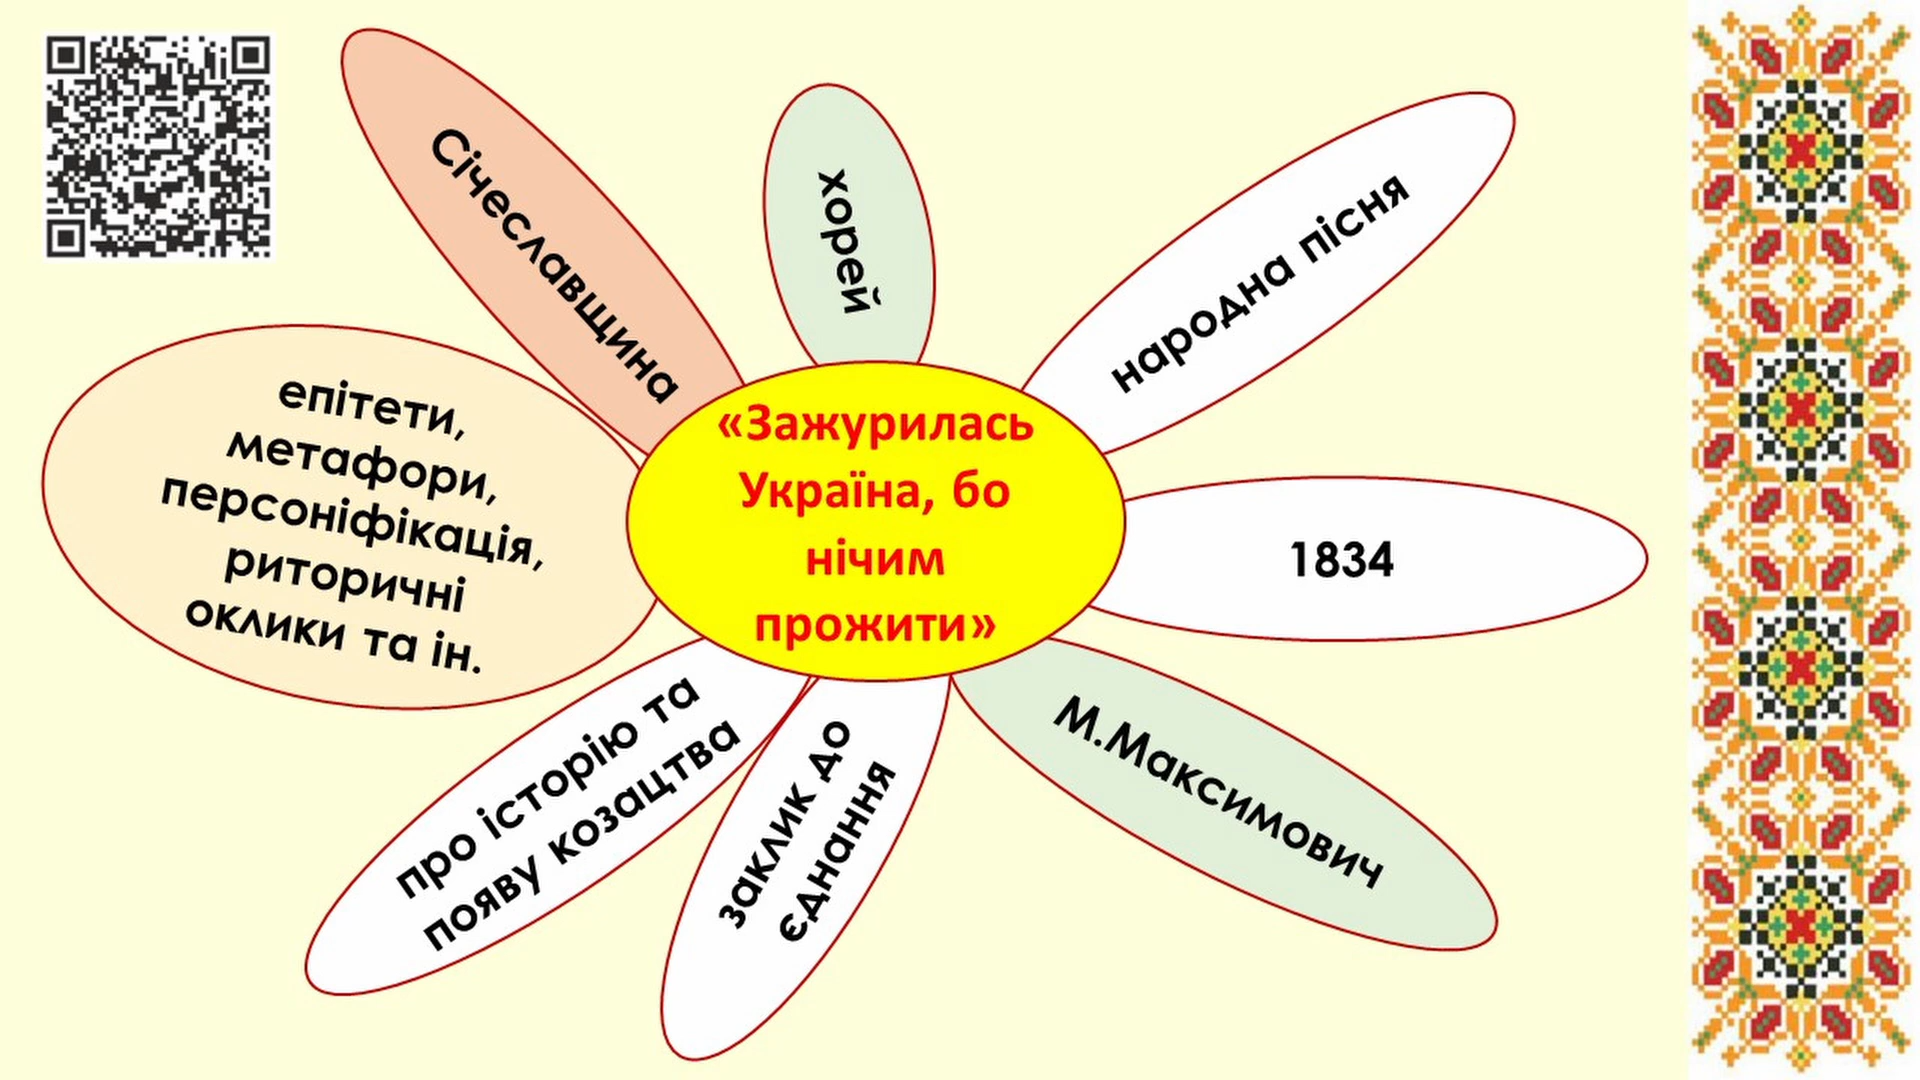 Січеславщина
хорей
народна пісня
епітети,
метафори,
персоніфікація,
риторичні
оклики та ін.
«Зажурилась
Україна, бо
нічим
прожити»
1834
про історію та
появу козацтва
заклик до
єднання
М.Максимович